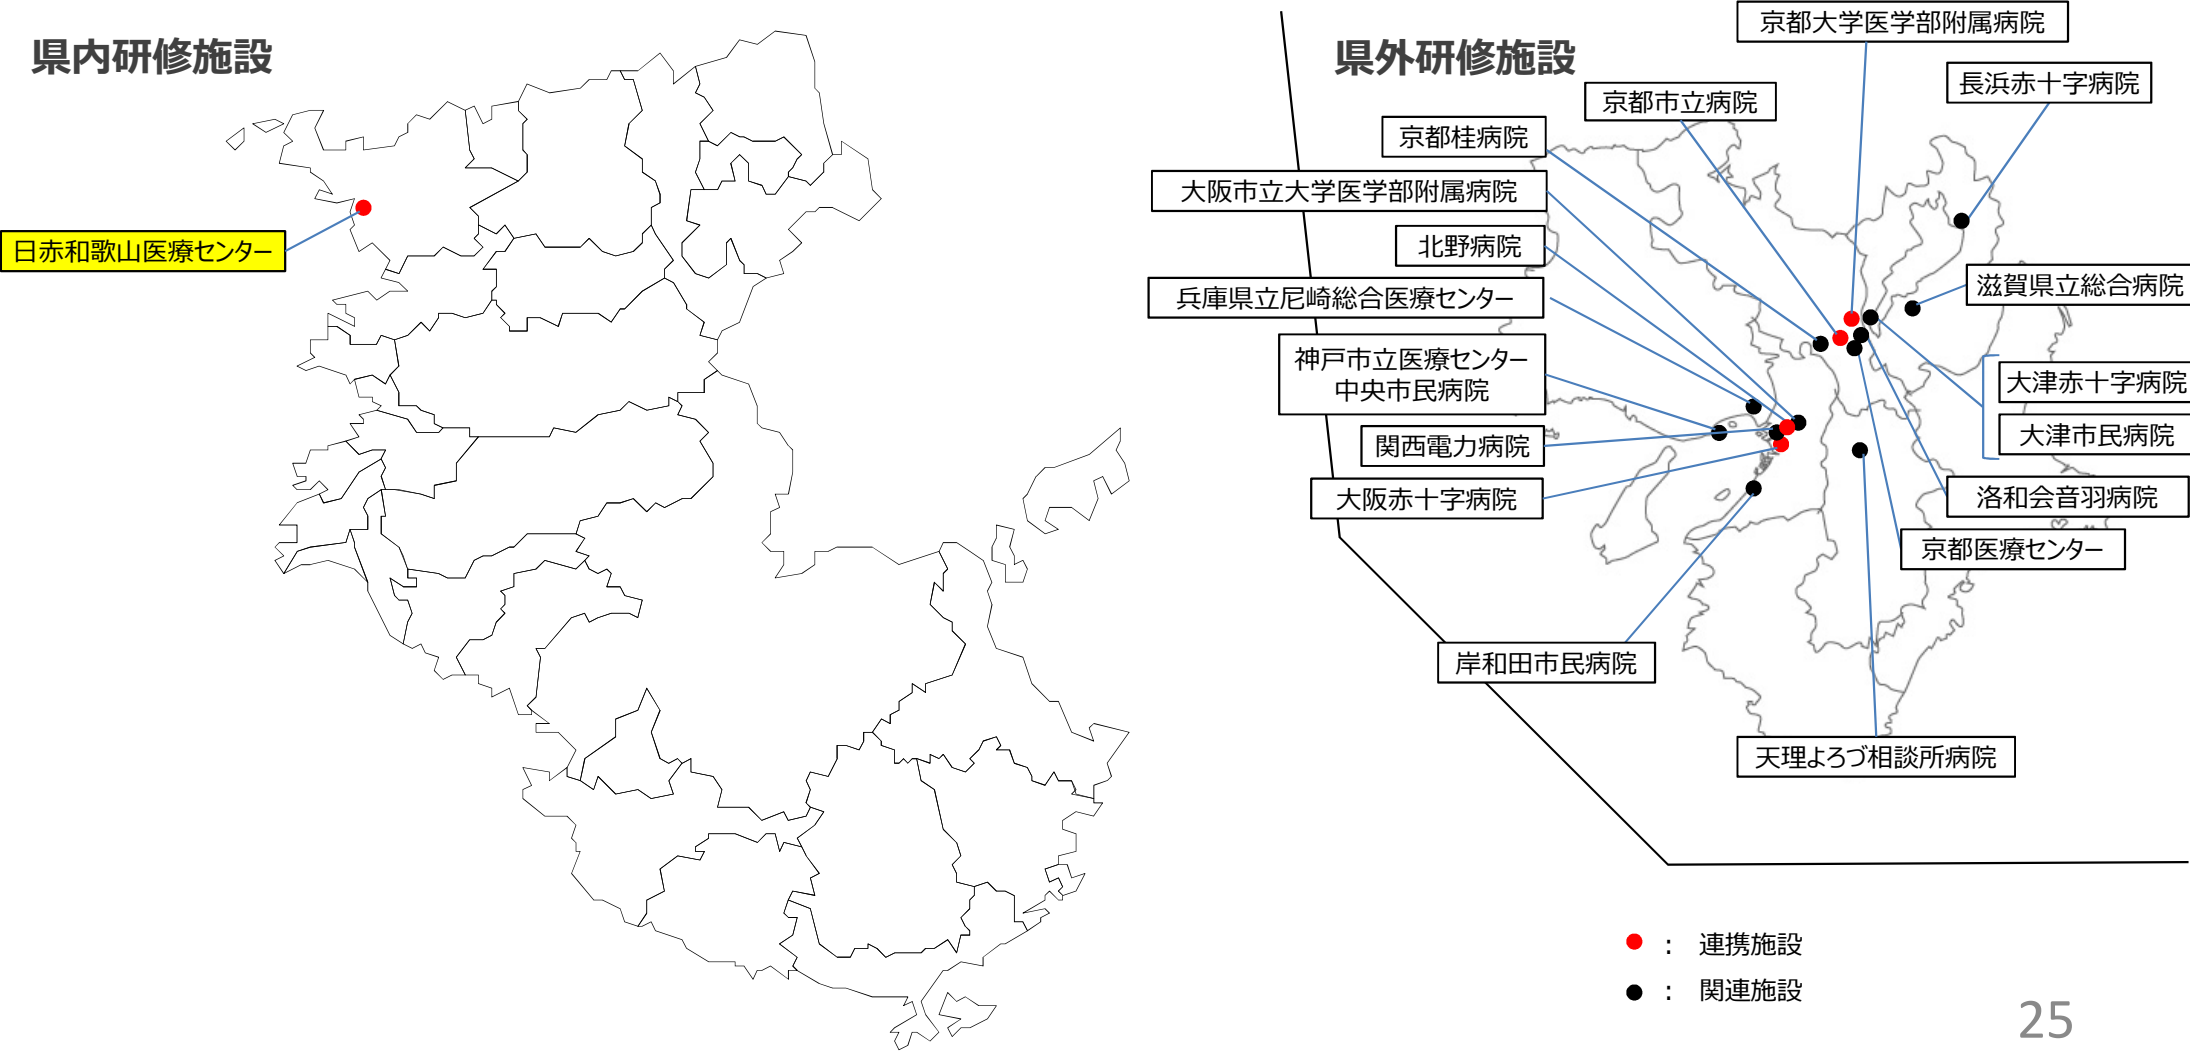 県内研修施設
日赤和歌山医療センター
県外研修施設
京都大学医学部附属病院
長浜赤十字病院
京都市立病院
京都桂病院
大阪市立大学医学部附属病院
北野病院
滋賀県立総合病院
兵庫県立尼崎総合医療センター
神戸市立医療センター
中央市民病院
大津赤十字病院
大津市民病院
関西電力病院
大阪赤十字病院
洛和会音羽病院
京都医療センター
岸和田市民病院
天理よろづ相談所病院
： 連携施設
： 関連施設
25